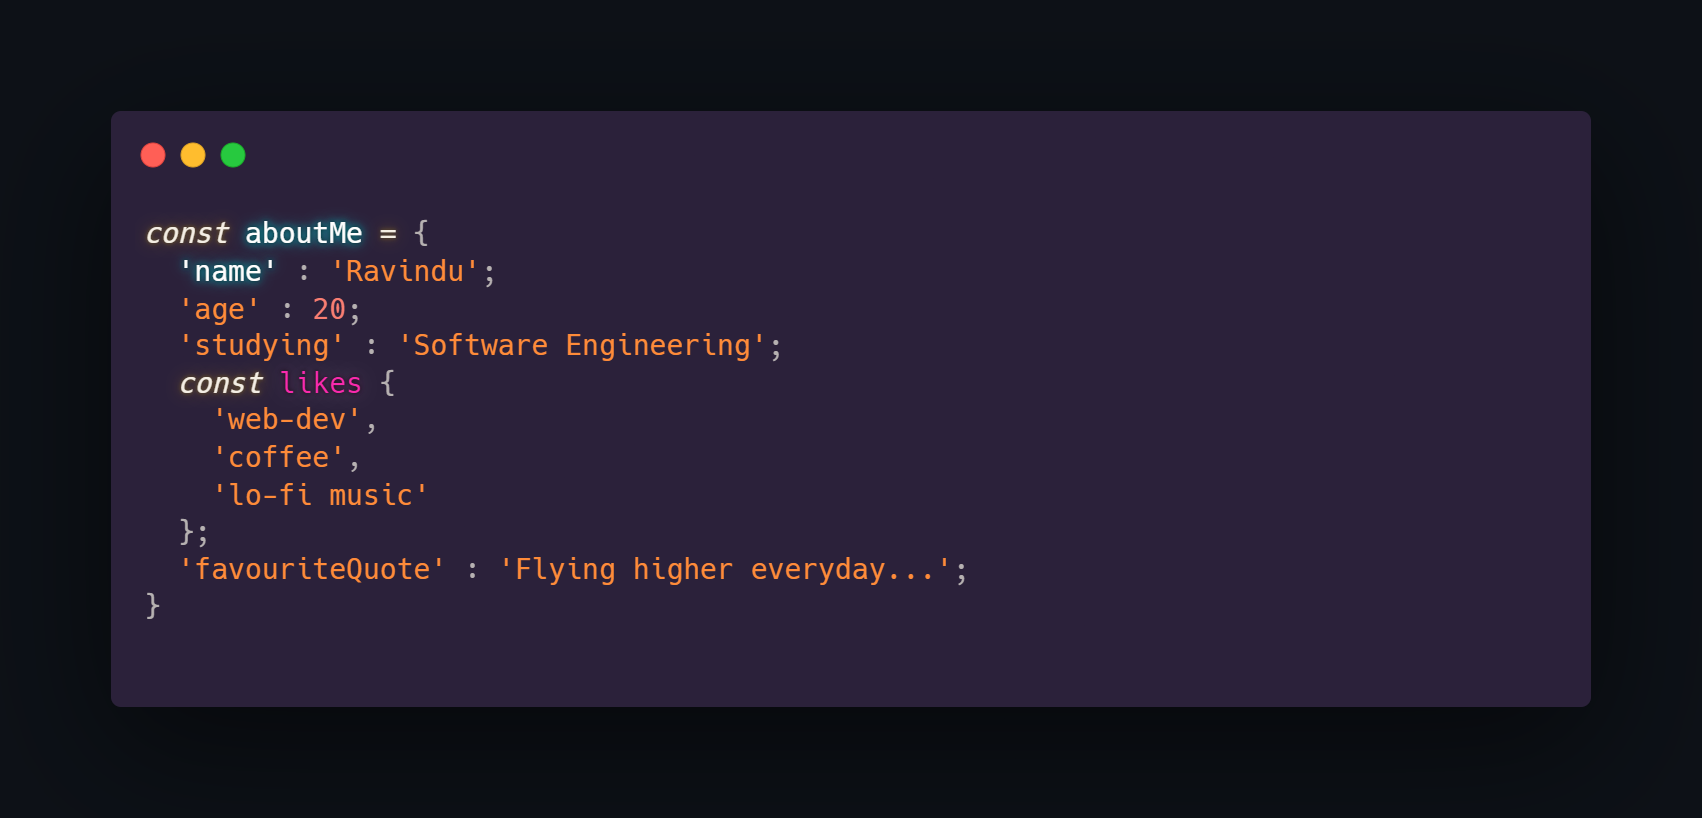 const aboutMe = {
  'name' : 'Ravindu';
  'age' : 20;
  'studying' : 'Software Engineering';
  const likes {
    'web-dev',
    'coffee',
    'lo-fi music'
  };
  'favouriteQuote' : 'Flying higher everyday...';
}